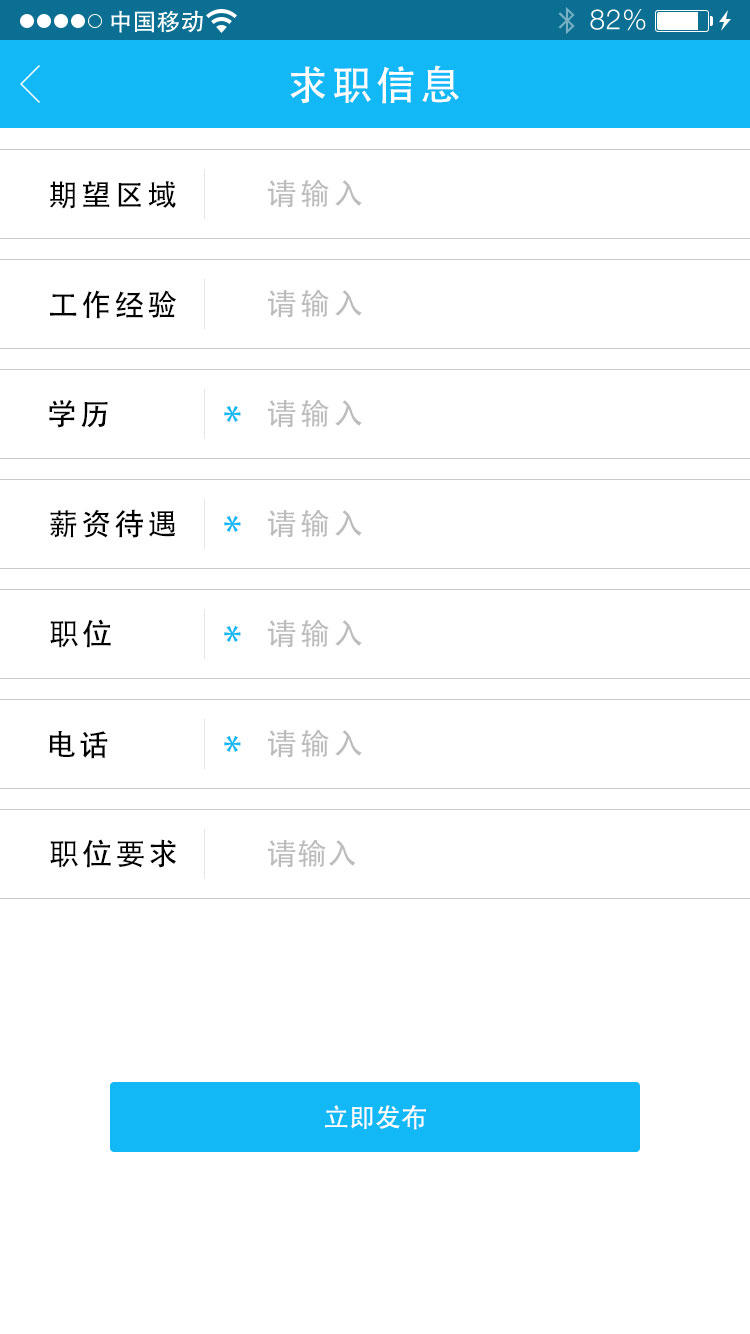 中国移动 82%
求职信息
期望区域 请输入
工作经验 请输入
学历 * 请输入
薪资待遇 * 请输入
职位 * 请输入
电话 * 请输入
职位要求 请输入
立即发布